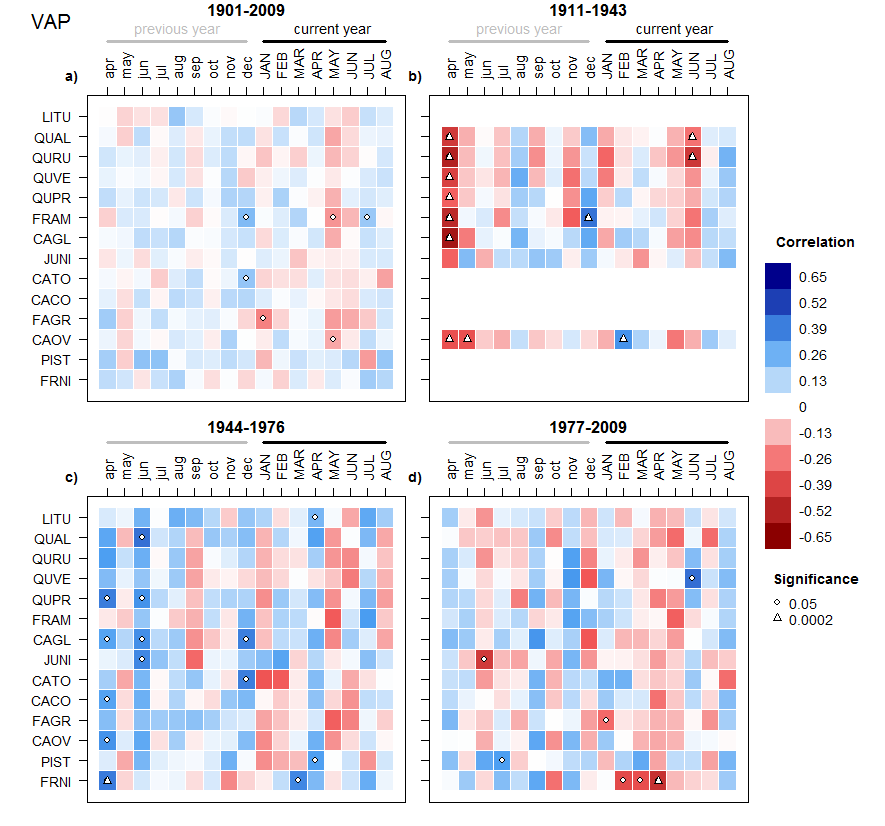 VAP
1901-2009
previous year current year
a) apr may jun jul aug sep oct nov dec JAN FEB MAR APR MAY JUN JUL AUG
LITU
QUAL
QURU
QUVE
QUPR
FRAM
CAGL
JUNI
CATO
CACO
FAGR
CAOV
PIST
FRNI
1911-1943
previous year current year
b) apr may jun jul aug sep oct nov dec JAN FEB MAR APR MAY JUN JUL AUG
1944-1976
c) apr may jun jul aug sep oct nov dec JAN FEB MAR APR MAY JUN JUL AUG
LITU
QUAL
QURU
QUVE
QUPR
FRAM
CAGL
JUNI
CATO
CACO
FAGR
CAOV
PIST
FRNI
1977-2009
d) apr may jun jul aug sep oct nov dec JAN FEB MAR APR MAY JUN JUL AUG
Correlation
0.65
0.52
0.39
0.26
0.13
0
-0.13
-0.26
-0.39
-0.52
-0.65
Significance
0.05
0.0002